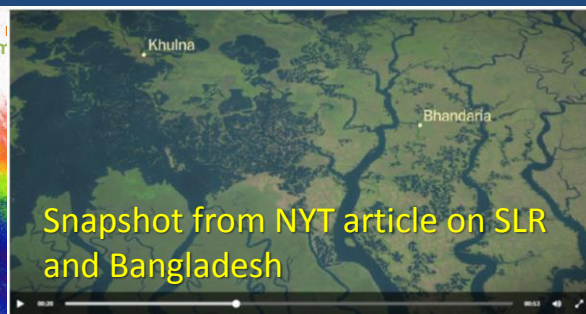 Khulna
Bhandaria
Snapshot from NYT article on SLR
and Bangladesh
00:20
00:53